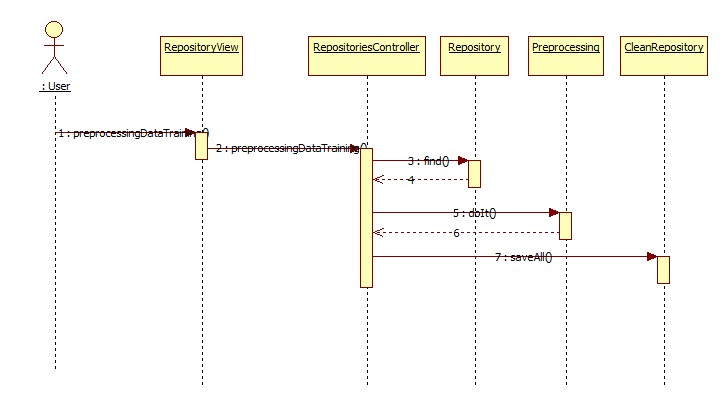 RepositoryView
RepositoriesController
Repository
Preprocessing
CleanRepository
: User
1 : preprocessingDataTraining()
2 : preprocessingDataTraining()
3 : find()
4
5 : doIt()
6
7 : saveAll()